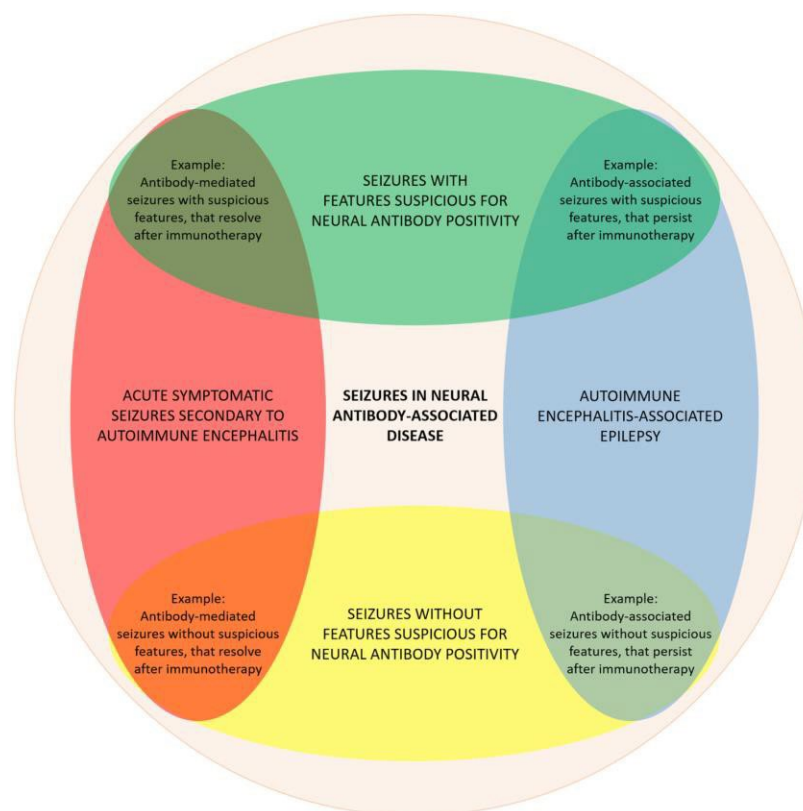 Example:
Antibody-mediated
seizures with suspicious
features, that resolve
after immunotherapy
SEIZURES WITH
FEATURES SUSPICIOUS FOR
NEURAL ANTIBODY POSITIVITY
Example:
Antibody-associated
seizures with suspicious
features, that persist
after immunotherapy
ACUTE SYMPTOMATIC
SEIZURES SECONDARY TO
AUTOIMMUNE ENCEPHALITIS
SEIZURES IN NEURAL
ANTIBODY-ASSOCIATED
DISEASE
AUTOIMMUNE
ENCEPHALITIS-ASSOCIATED
EPILEPSY
Example:
Antibody-mediated
seizures without suspicious
features, that resolve
after immunotherapy
SEIZURES WITHOUT
FEATURES SUSPICIOUS FOR
NEURAL ANTIBODY POSITIVITY
Example:
Antibody-associated
seizures without suspicious
features, that persist
after immunotherapy